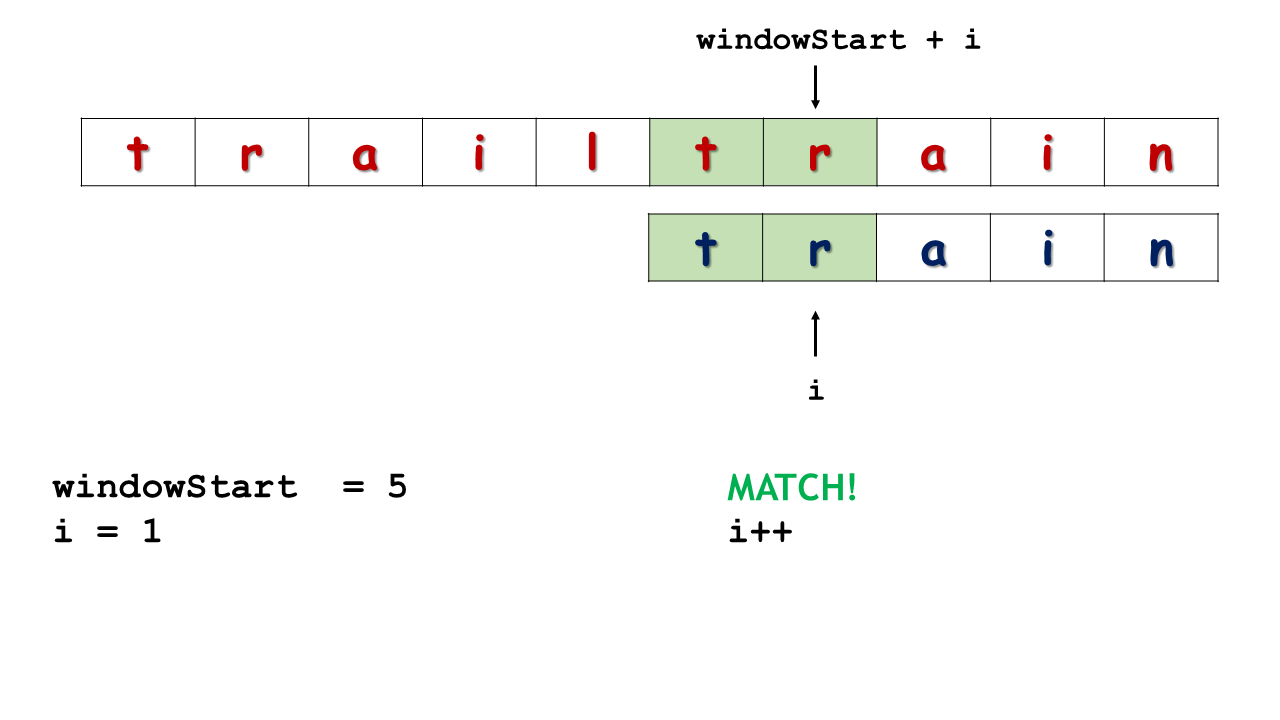 windowStart + i
t r a i l t r a i n
t r a i n
i
windowStart = 5
MATCH!
i = 1
i++